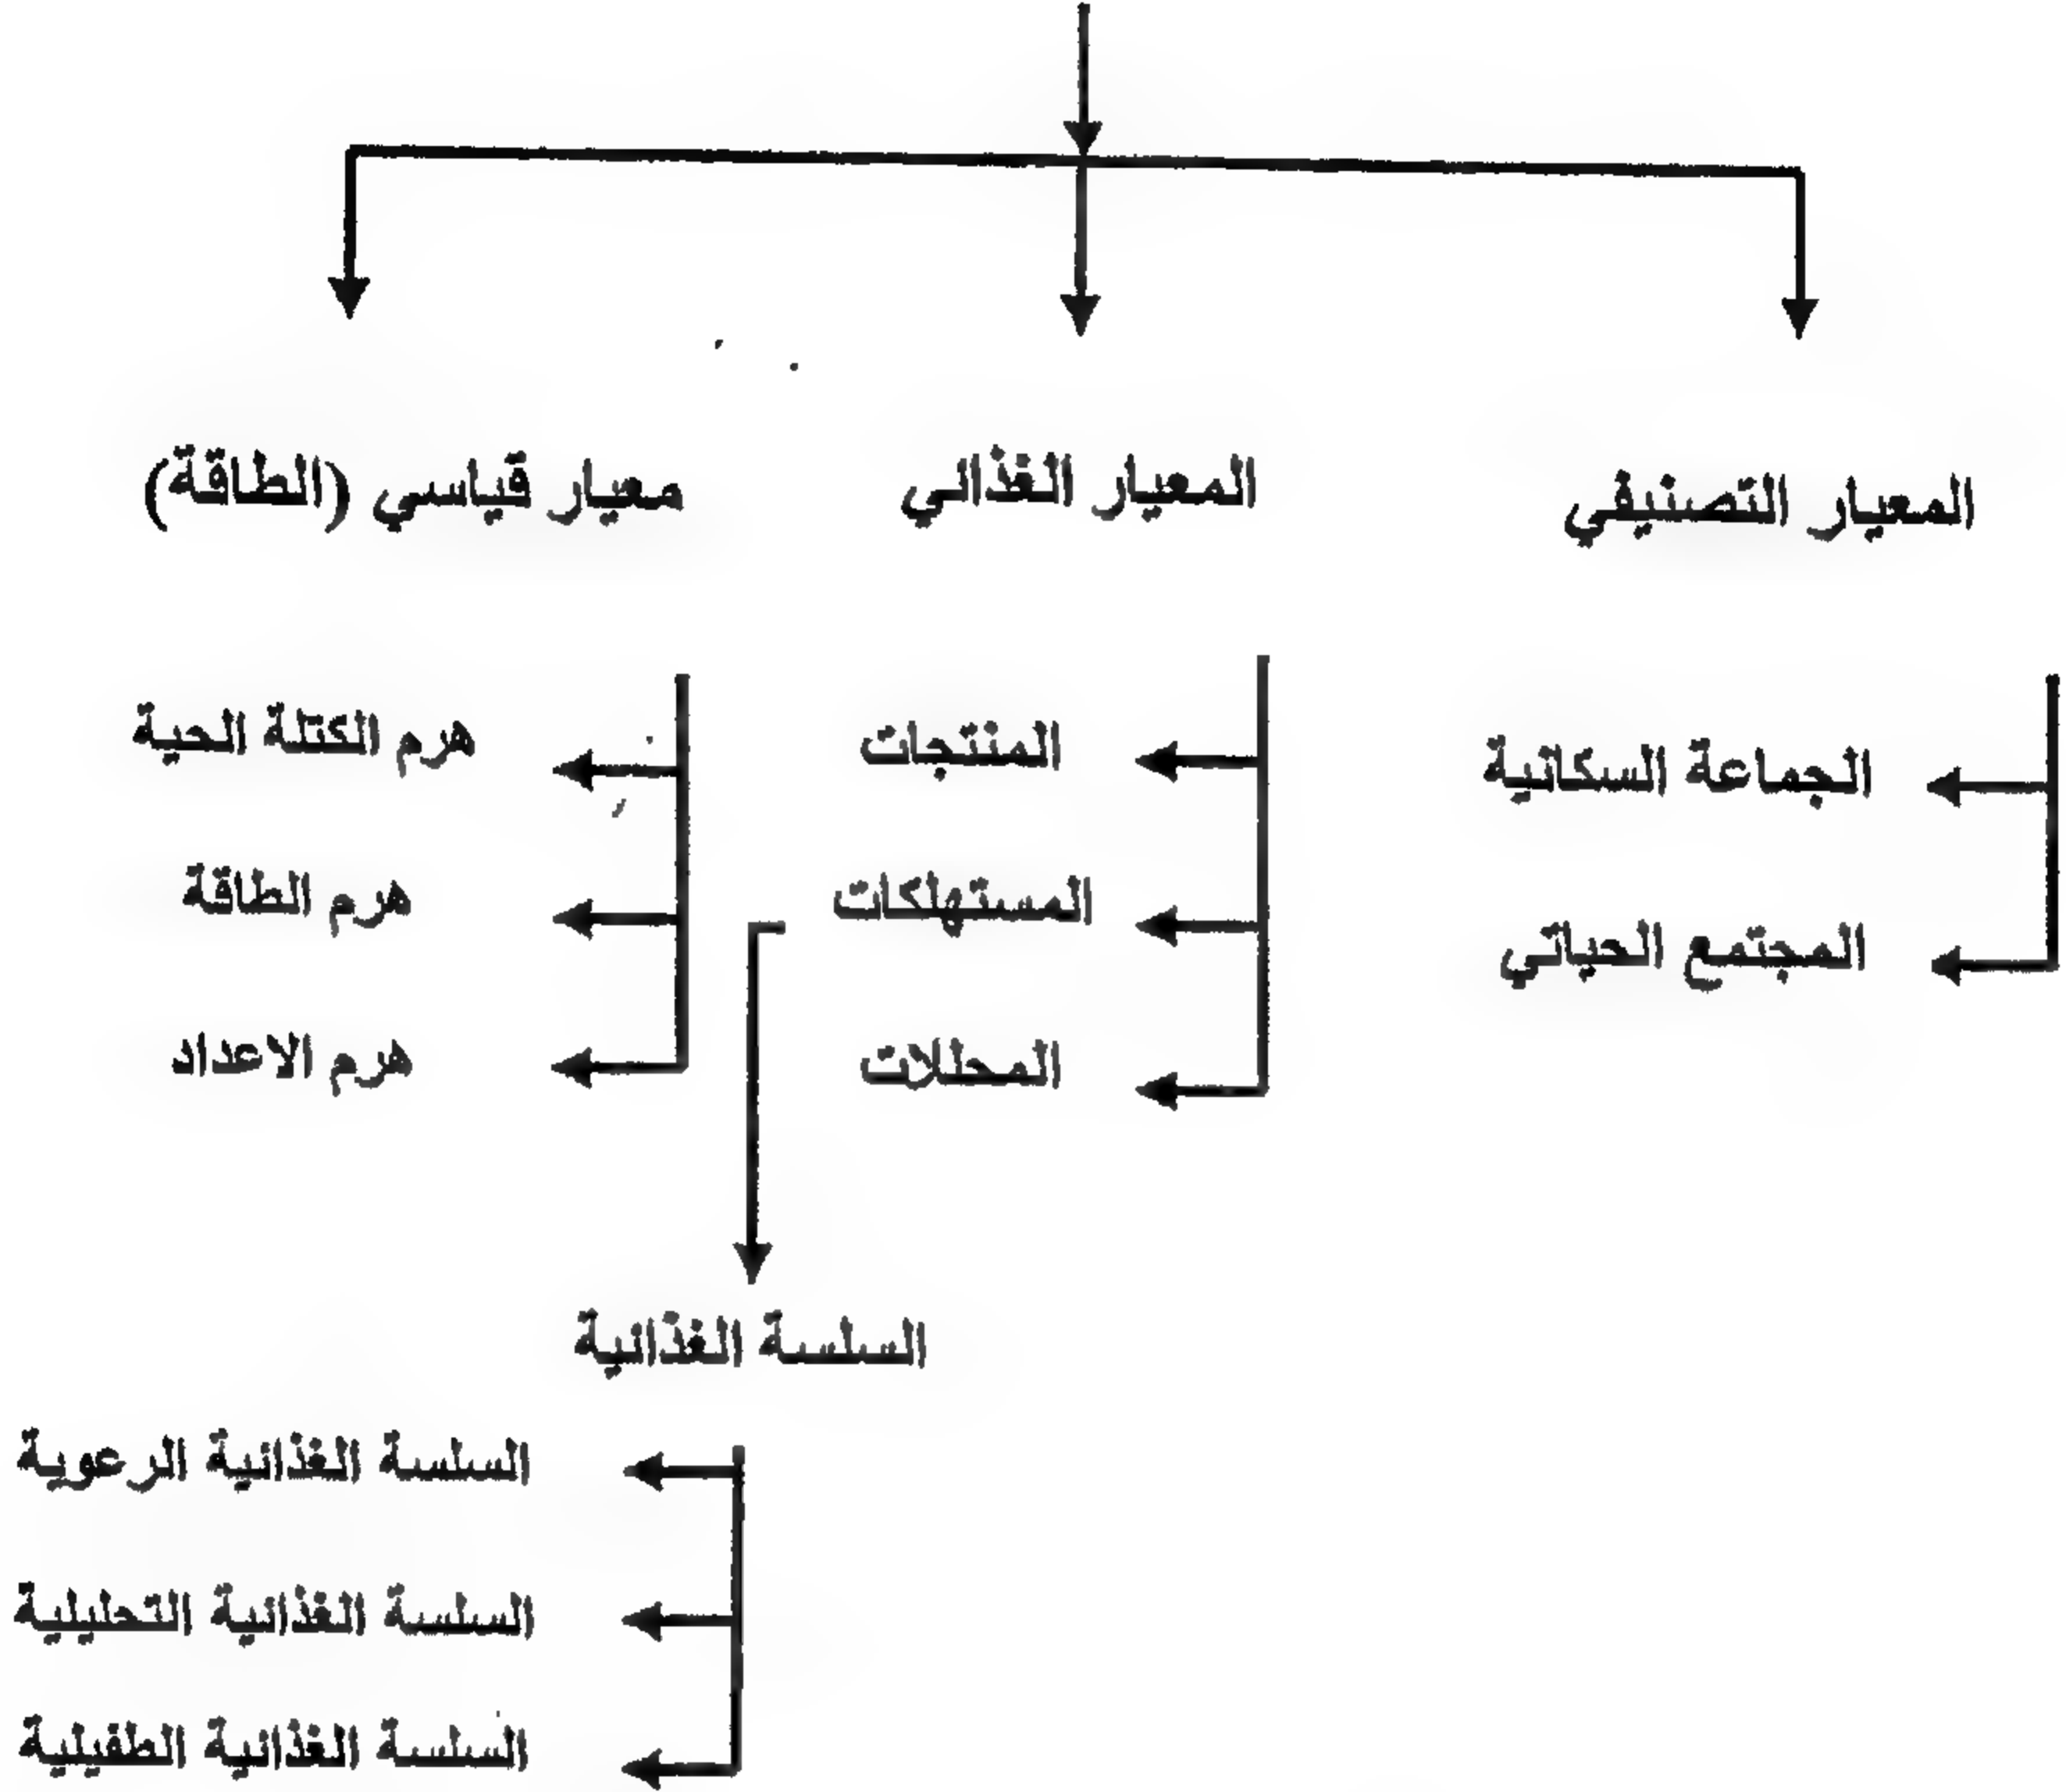 المعيار التصنيفي
المعيار الغذائي
معيار قياسي (الطاقة)
الجماعة السكانية
المجتمع الحياتي
المنتجات
المستهلكات
المحللات
هرم الكتلة الحية
هرم الطاقة
هرم الاعداد
السلسة الغذائية
السلسة الغذائية الرعوية
السلسة الغذائية التحليلية
السلسة الغذائية الطفيلية